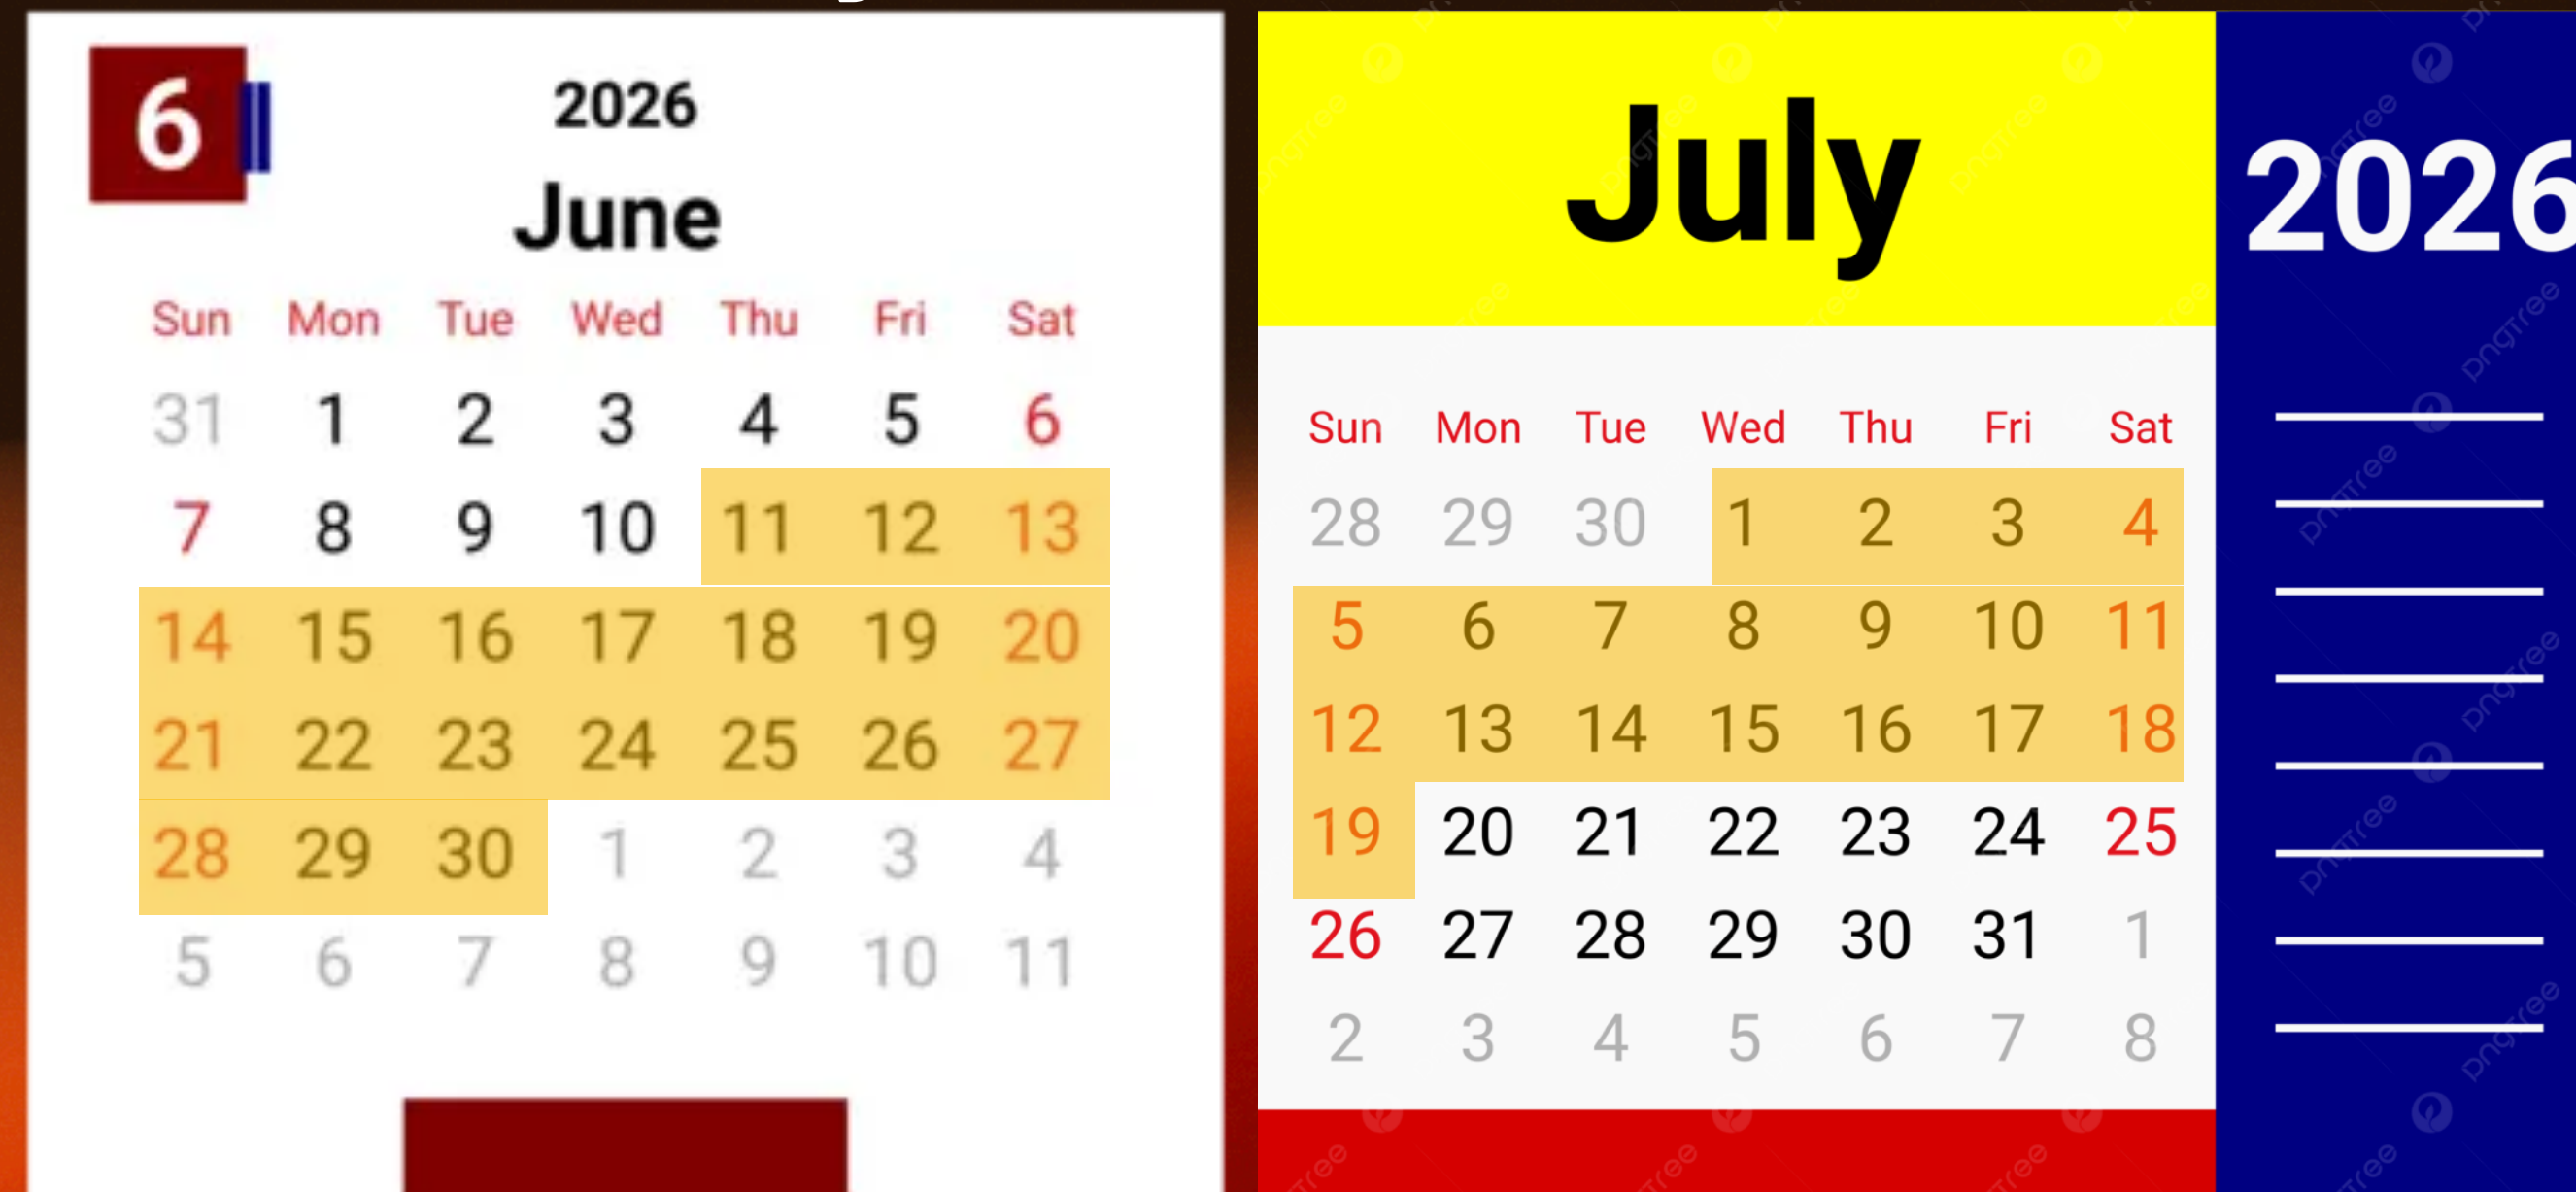 6
2026
June
Sun Mon Tue Wed Thu Fri Sat
31 1 2 3 4 5 6
7 8 9 10 11 12 13
14 15 16 17 18 19 20
21 22 23 24 25 26 27
28 29 30 1 2 3 4
5 6 7 8 9 10 11
July
2026
Sun Mon Tue Wed Thu Fri Sat
28 29 30 1 2 3 4
5 6 7 8 9 10 11
12 13 14 15 16 17 18
19 20 21 22 23 24 25
26 27 28 29 30 31 1
2 3 4 5 6 7 8
pngtree